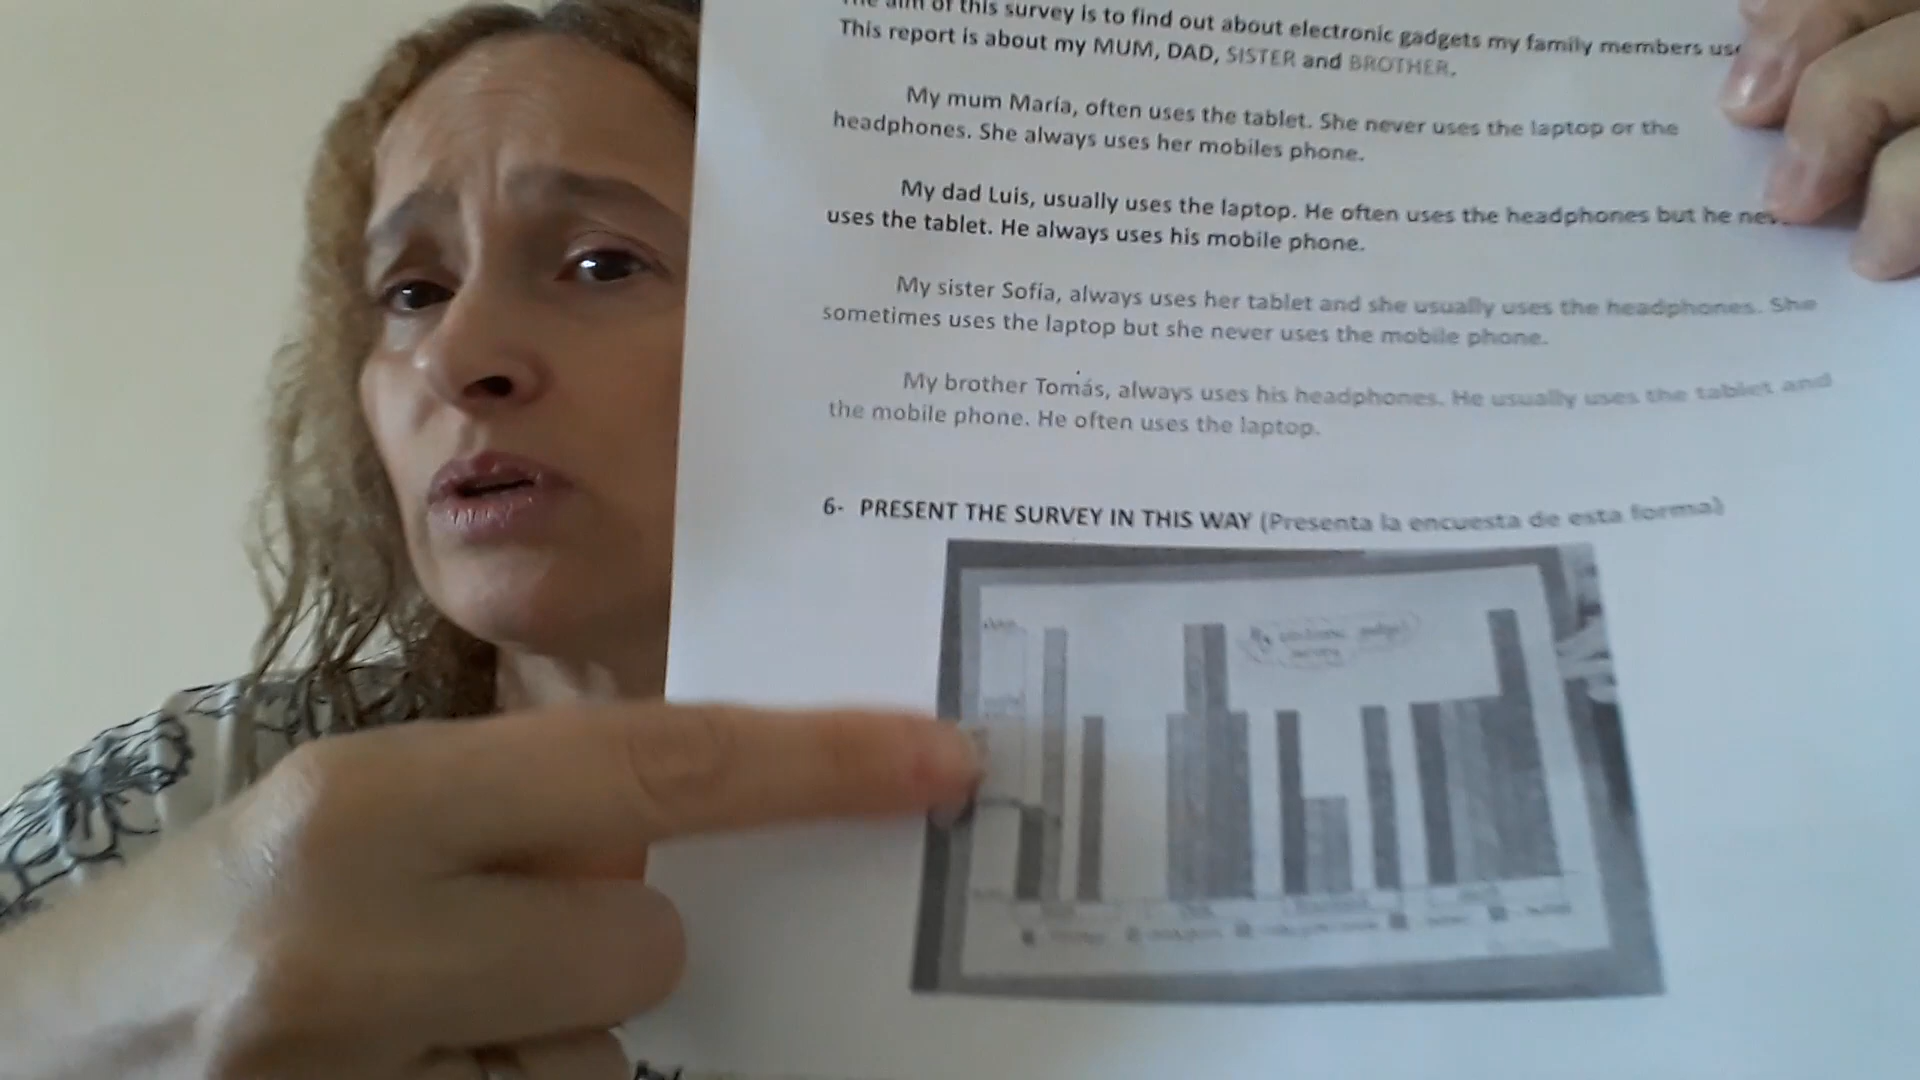 The aim of this survey is to find out about electronic gadgets my family members use
This report is about my MUM, DAD, SISTER and BROTHER.
My mum María, often uses the tablet. She never uses the laptop or the
headphones. She always uses her mobiles phone.
My dad Luis, usually uses the laptop. He often uses the headphones but he
uses the tablet. He always uses his mobile phone.
My sister Sofía, always uses her tablet and she usually uses the headphones. She
sometimes uses the laptop but she never uses the mobile phone.
My brother Tomás, always uses his headphones. He usually uses the tablet and
the mobile phone. He often uses the laptop.
6- PRESENT THE SURVEY IN THIS WAY (Presenta la encuesta de esta forma)